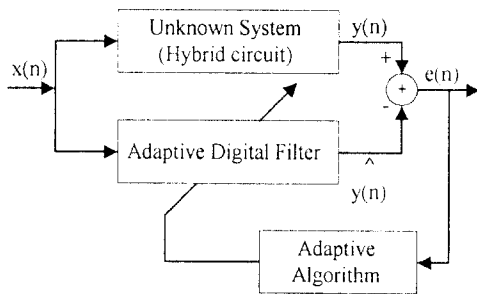 Unknown System
(Hybrid circuit)
y(n)
x(n)
+
+
e(n)
-
Adaptive Digital Filter
^
y(n)
Adaptive
Algorithm